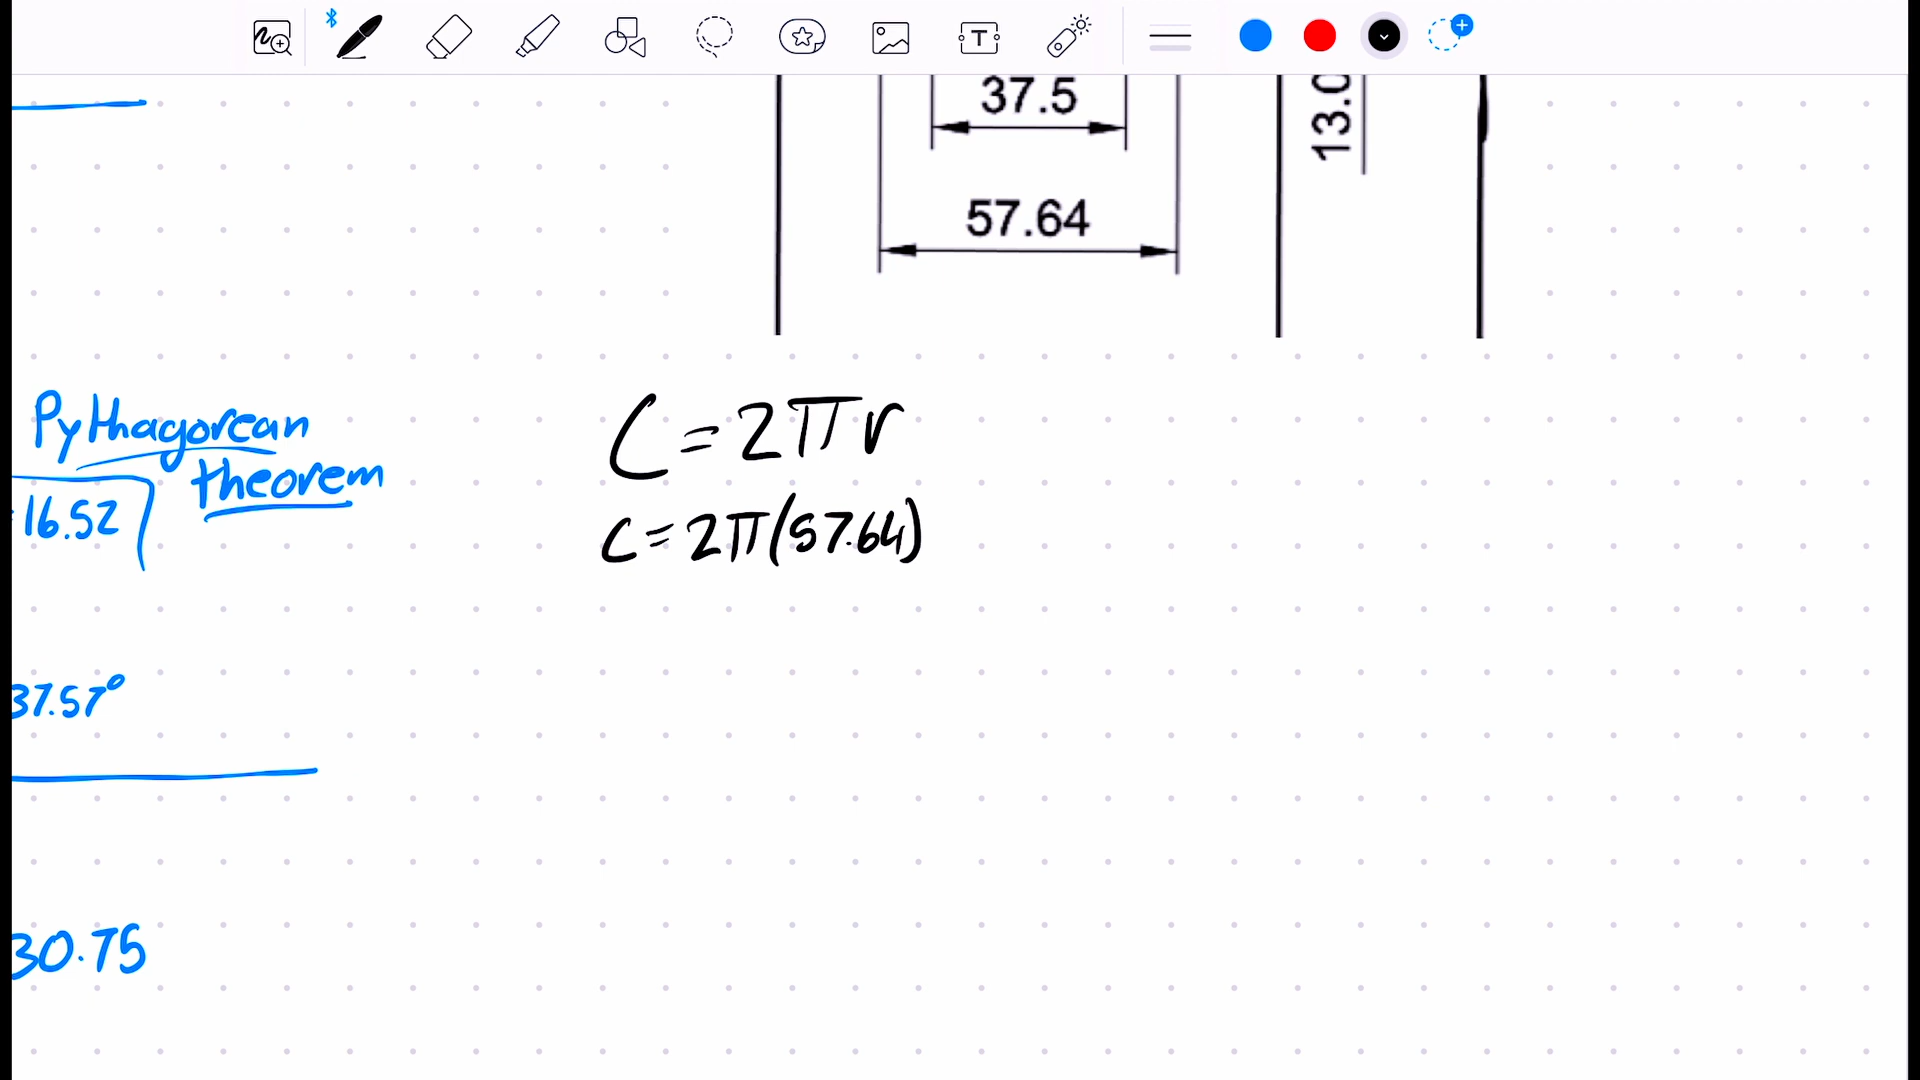 37.5
13.0
57.64
Pythagorean
theorem
16.52
C = 2πr
C = 2π(57.64)
37.57°
30.75